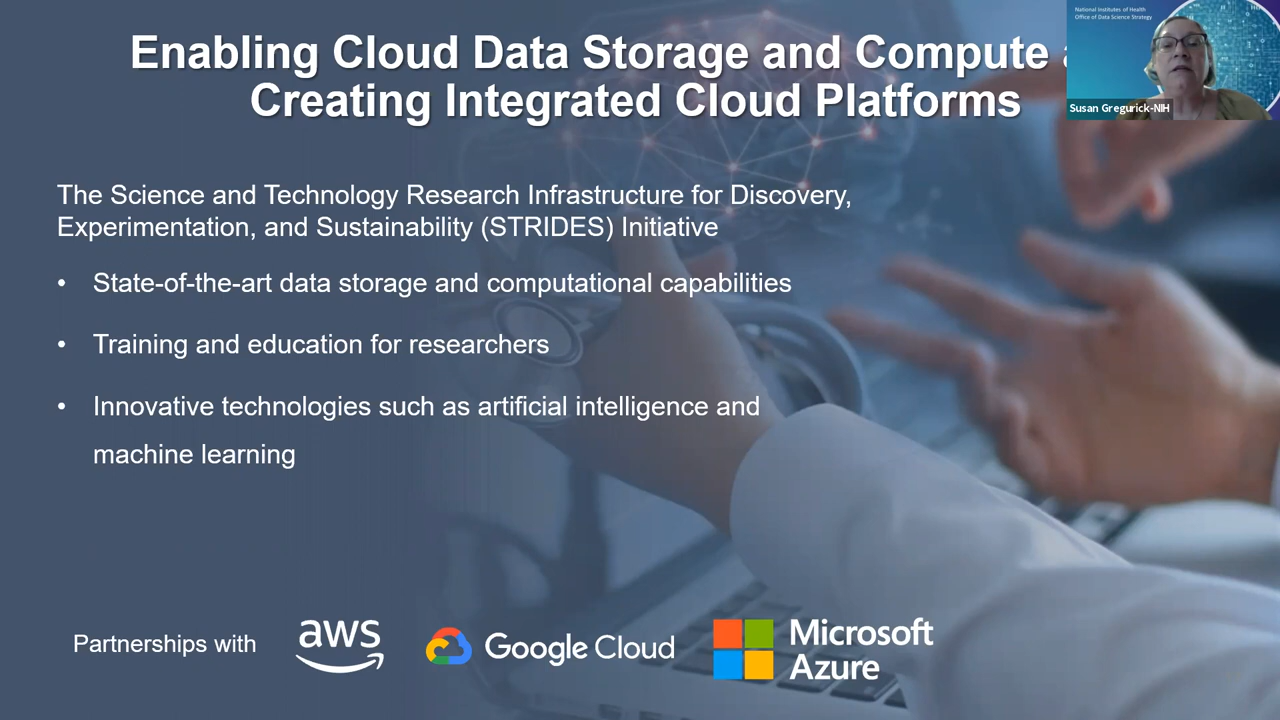 Enabling Cloud Data Storage and Compute
Creating Integrated Cloud Platforms
National Institutes of Health
Office of Data Science Strategy
Susan Gregurick-NIH
The Science and Technology Research Infrastructure for Discovery,
Experimentation, and Sustainability (STRIDES) Initiative
• State-of-the-art data storage and computational capabilities
• Training and education for researchers
• Innovative technologies such as artificial intelligence and
machine learning
Partnerships with
aws
Google Cloud
Microsoft
Azure